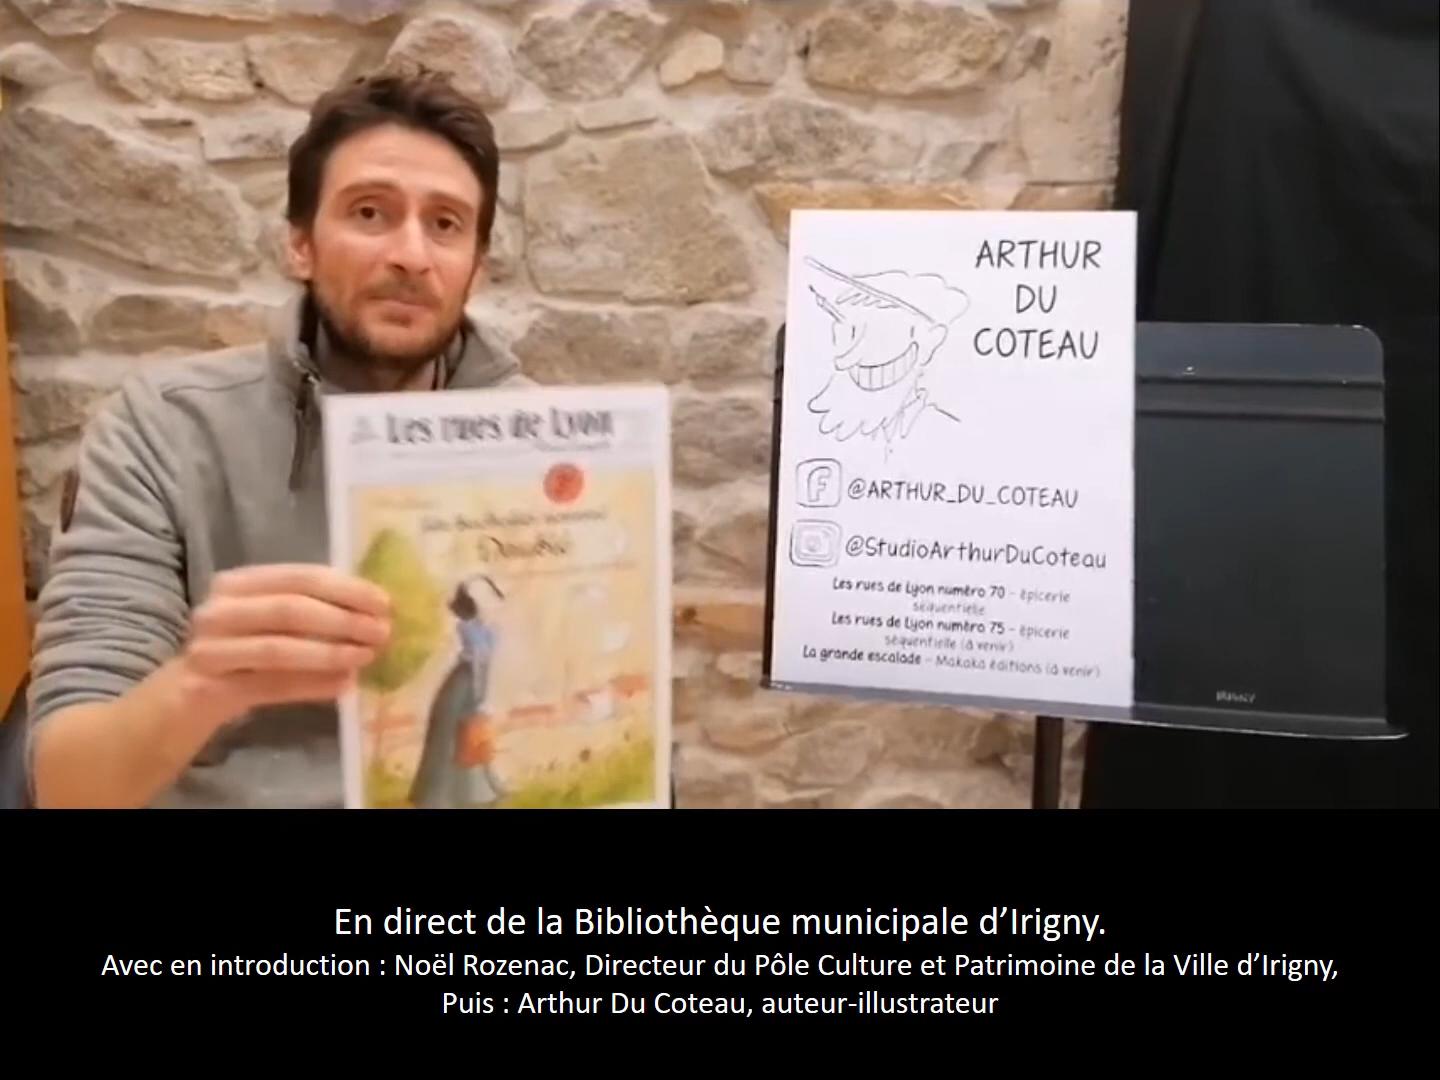 Les rues de Lyon
ARTHUR
DU
COTEAU
@ARTHUR_DU_COTEAU
@StudioArthurDuCoteau
Les rues de Lyon numéro 70 - épicerie
séquentielle
Les rues de Lyon numéro 75 - épicerie
séquentielle (à venir)
La grande escalade - Makaka éditions (à venir)
En direct de la Bibliothèque municipale d’Irigny.
Avec en introduction : Noël Rozenac, Directeur du Pôle Culture et Patrimoine de la Ville d’Irigny,
Puis : Arthur Du Coteau, auteur-illustrateur